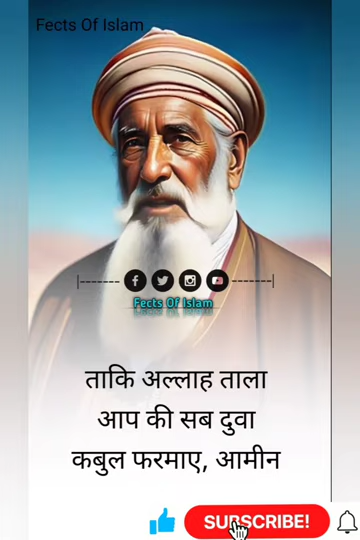 Fects Of Islam
Fects Of Islam
ताकि अल्लाह ताला
आप की सब दुवा
कबुल फरमाए, आमीन
SUBSCRIBE!